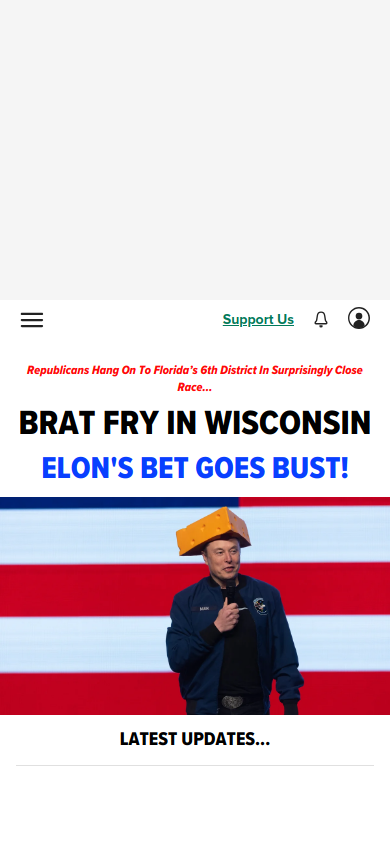 Support Us
Republicans Hang On To Florida's 6th District In Surprisingly Close
Race...
BRAT FRY IN WISCONSIN
ELON'S BET GOES BUST!
LATEST UPDATES...